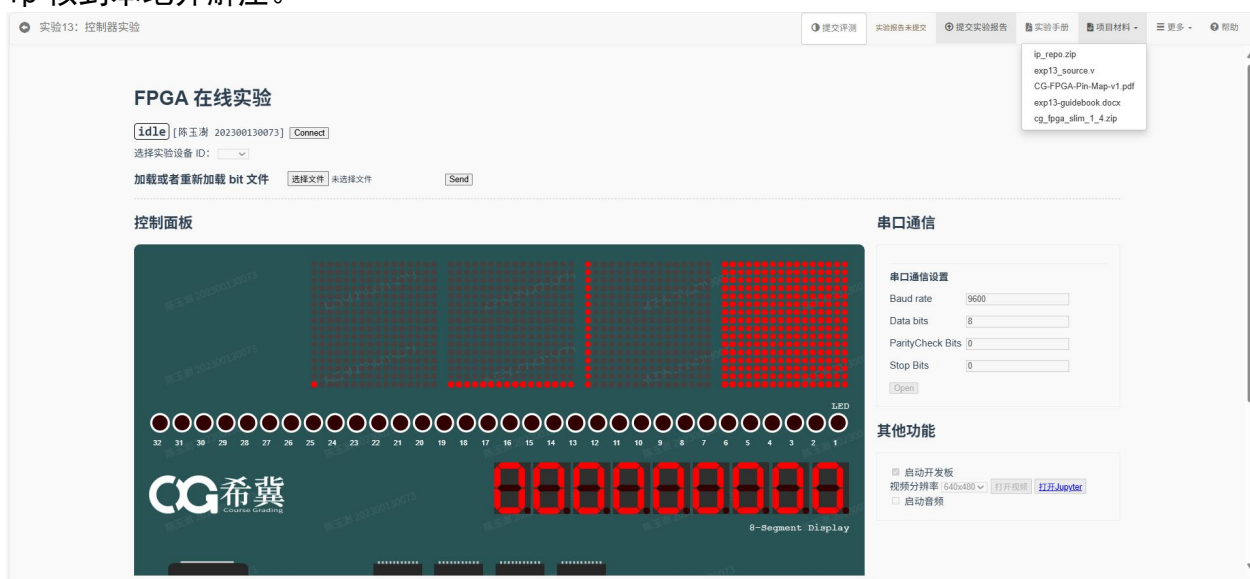 ip 核到本地并解压。
实验13：控制器实验
提交评测 实验报告未提交 提交实验报告 实验手册 项目材料 更多 帮助
ip_repo.zip
exp13_source.v
CG-FPGA-Pin-Map-v1.pdf
exp13-guidebook.docx
cg_fpga_slim_1_4.zip
FPGA 在线实验
idle [陈玉澍 202300130073] Connect
选择实验设备 ID：
加载或者重新加载 bit 文件 选择文件 未选择文件 Send
控制面板
LED
32 31 30 29 28 27 26 25 24 23 22 21 20 19 18 17 16 15 14 13 12 11 10 9 8 7 6 5 4 3 2 1
CG希冀
Course Grading
8-Segment Display
串口通信
串口通信设置
Baud rate 9600
Data bits 8
ParityCheck Bits 0
Stop Bits 0
Open
其他功能
启动开发板
视频分辨率 640x480 打开视频 打开Jupyter
启动音频